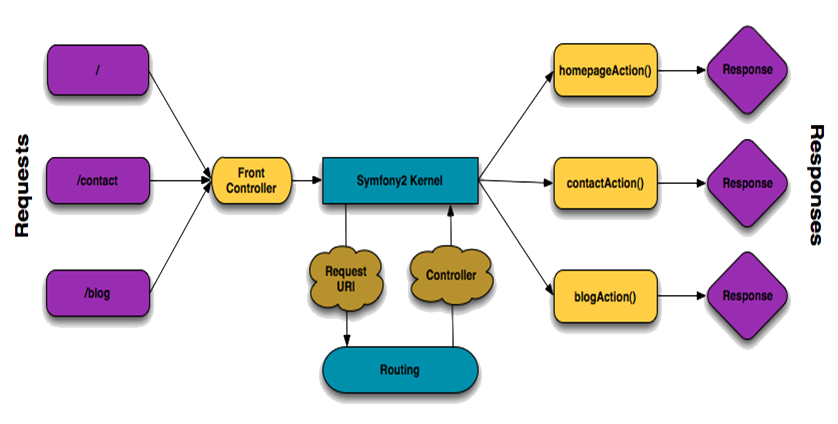 Requests
/
/contact
/blog
Front
Controller
Symfony2 Kernel
Request
URI
Controller
Routing
homepageAction()
contactAction()
blogAction()
Response
Response
Response
Responses